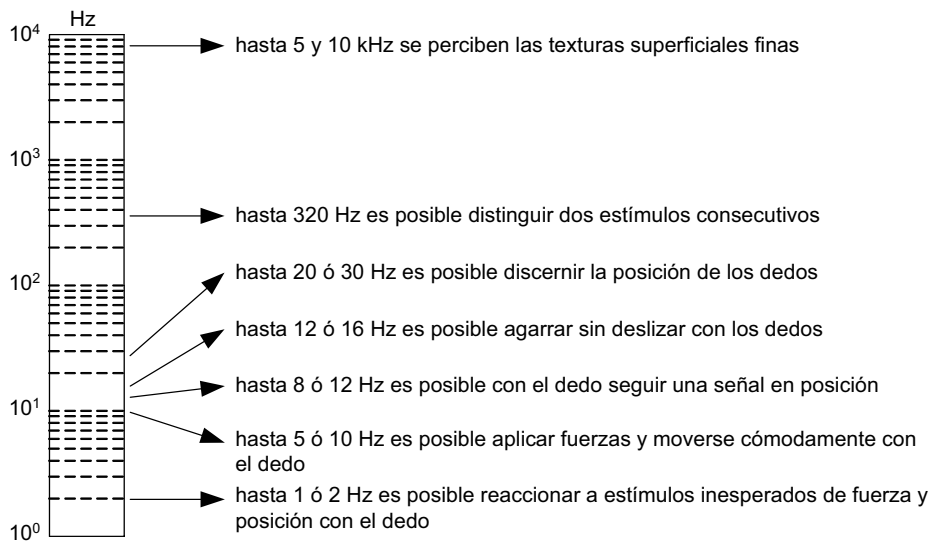 Hz
10⁴
hasta 5 y 10 kHz se perciben las texturas superficiales finas
10³
hasta 320 Hz es posible distinguir dos estímulos consecutivos
hasta 20 ó 30 Hz es posible discernir la posición de los dedos
10²
hasta 12 ó 16 Hz es posible agarrar sin deslizar con los dedos
hasta 8 ó 12 Hz es posible con el dedo seguir una señal en posición
10¹
hasta 5 ó 10 Hz es posible aplicar fuerzas y moverse cómodamente con
el dedo
hasta 1 ó 2 Hz es posible reaccionar a estímulos inesperados de fuerza y
posición con el dedo
10⁰